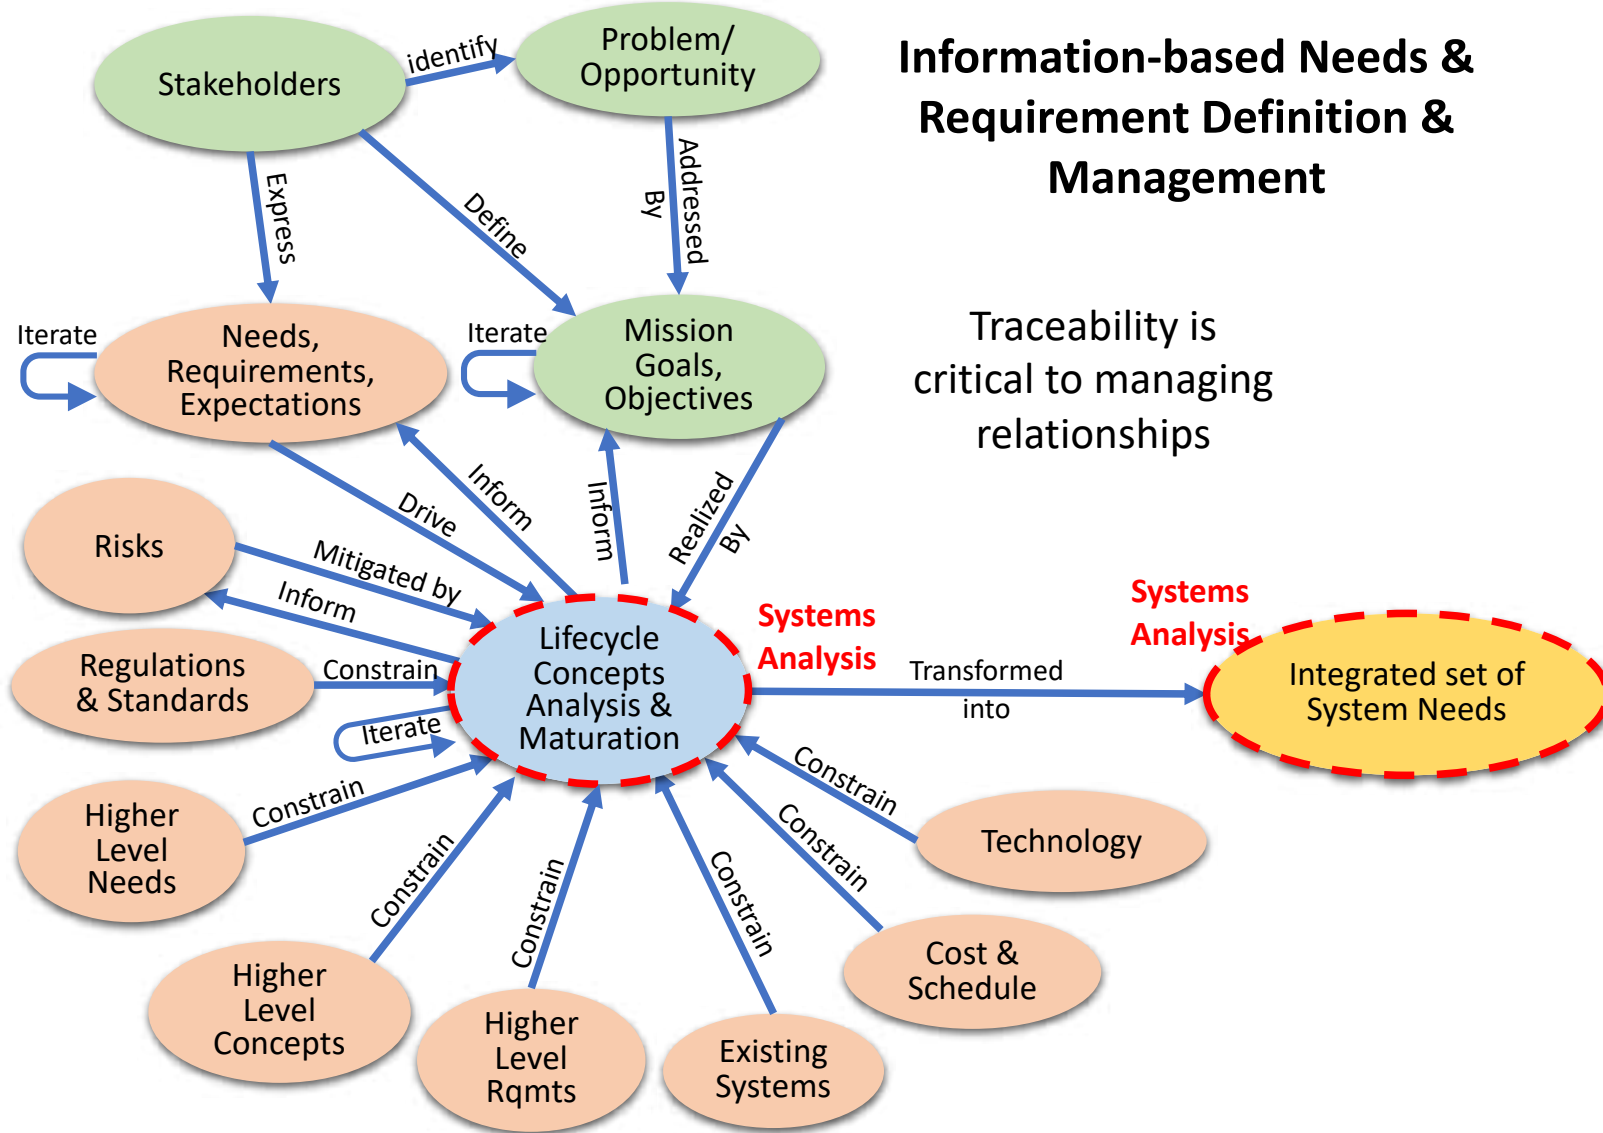 Information-based Needs &
Requirement Definition &
Management
Stakeholders
identify
Problem/
Opportunity
Express
Define
Addressed
By
Traceability is
critical to managing
relationships
Iterate
Needs,
Requirements,
Expectations
Iterate
Mission
Goals,
Objectives
Drive
Inform
Inform
Realized
By
Risks
Mitigated by
Inform
Regulations
& Standards
Constrain
Iterate
Lifecycle
Concepts
Analysis &
Maturation
Systems
Analysis
Transformed
into
Systems
Analysis
Integrated set of
System Needs
Higher
Level
Needs
Constrain
Higher
Level
Concepts
Constrain
Higher
Level
Rqmts
Constrain
Existing
Systems
Constrain
Cost &
Schedule
Constrain
Technology
Constrain